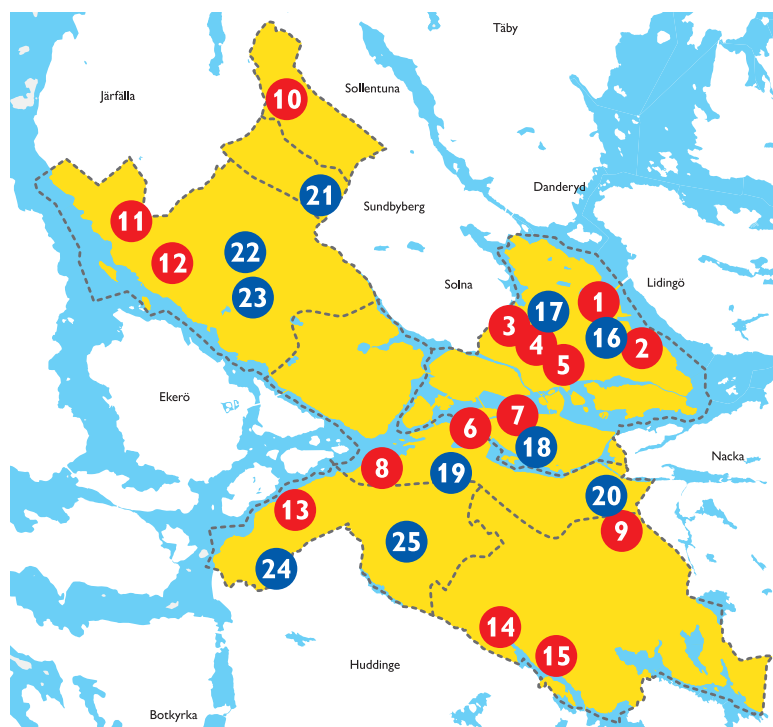 Täby
Järfälla
Sollentuna
10
Danderyd
21
Sundbyberg
11
22
12
Solna
Lidingö
23
1
17
3
16
4
2
5
Ekerö
7
6
18
Nacka
8
19
20
13
9
25
24
14
15
Huddinge
Botkyrka